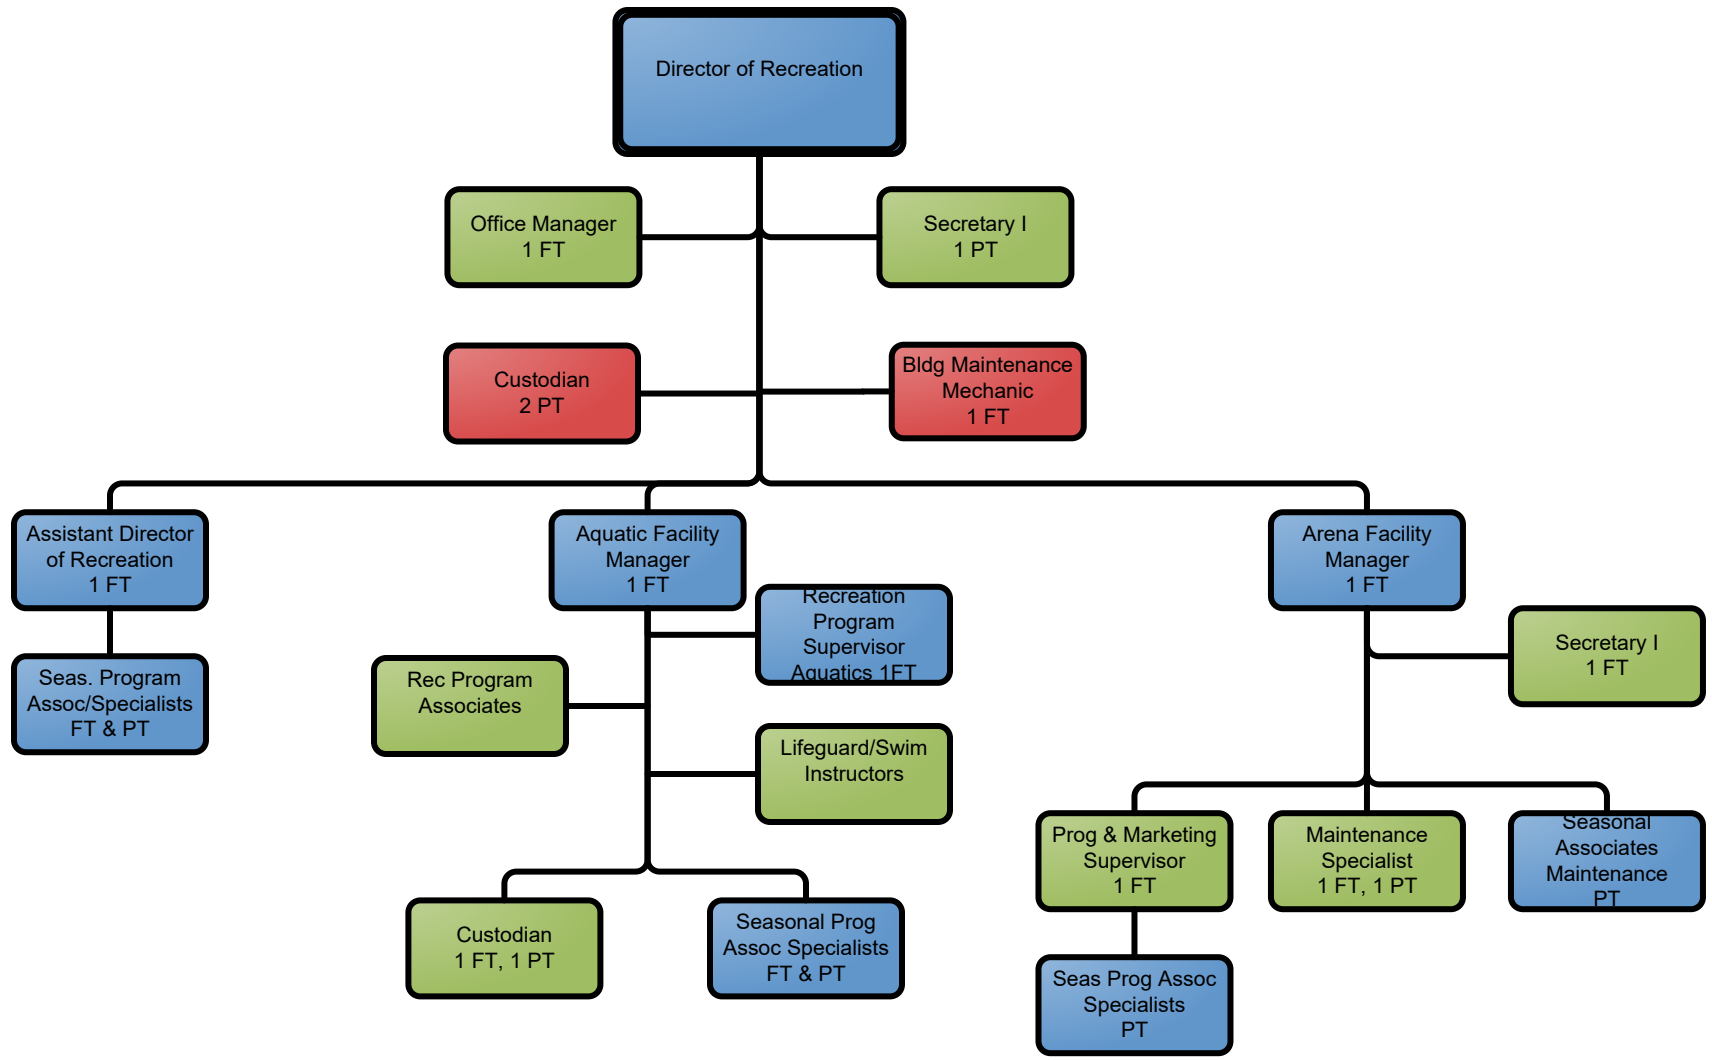 Director of Recreation
Office Manager
1 FT
Secretary I
1 PT
Custodian
2 PT
Bldg Maintenance
Mechanic
1 FT
Assistant Director
of Recreation
1 FT
Aquatic Facility
Manager
1 FT
Arena Facility
Manager
1 FT
Recreation
Program
Supervisor
Aquatics 1FT
Secretary I
1 FT
Seas. Program
Assoc/Specialists
FT & PT
Rec Program
Associates
Lifeguard/Swim
Instructors
Prog & Marketing
Supervisor
1 FT
Maintenance
Specialist
1 FT, 1 PT
Seasonal
Associates
Maintenance
PT
Custodian
1 FT, 1 PT
Seasonal Prog
Assoc Specialists
FT & PT
Seas Prog Assoc
Specialists
PT